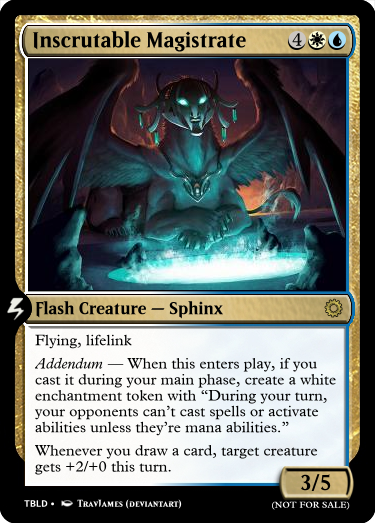 Inscrutable Magistrate 4
Flash Creature — Sphinx
Flying, lifelink
Addendum — When this enters play, if you
cast it during your main phase, create a white
enchantment token with “During your turn,
your opponents can't cast spells or activate
abilities unless they're mana abilities.”
Whenever you draw a card, target creature
gets +2/+0 this turn.
3/5
TBLD • TravJames (deviantart)
(NOT FOR SALE)